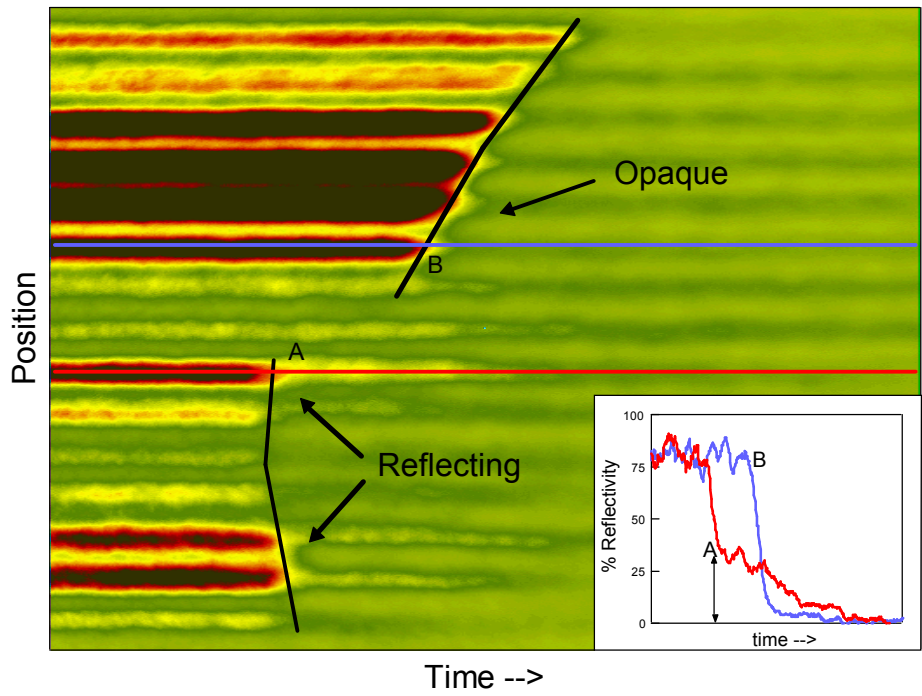 Opaque
B
Position
A
Reflecting
100
75
50
25
0
% Reflectivity
B
A
time -->
Time -->